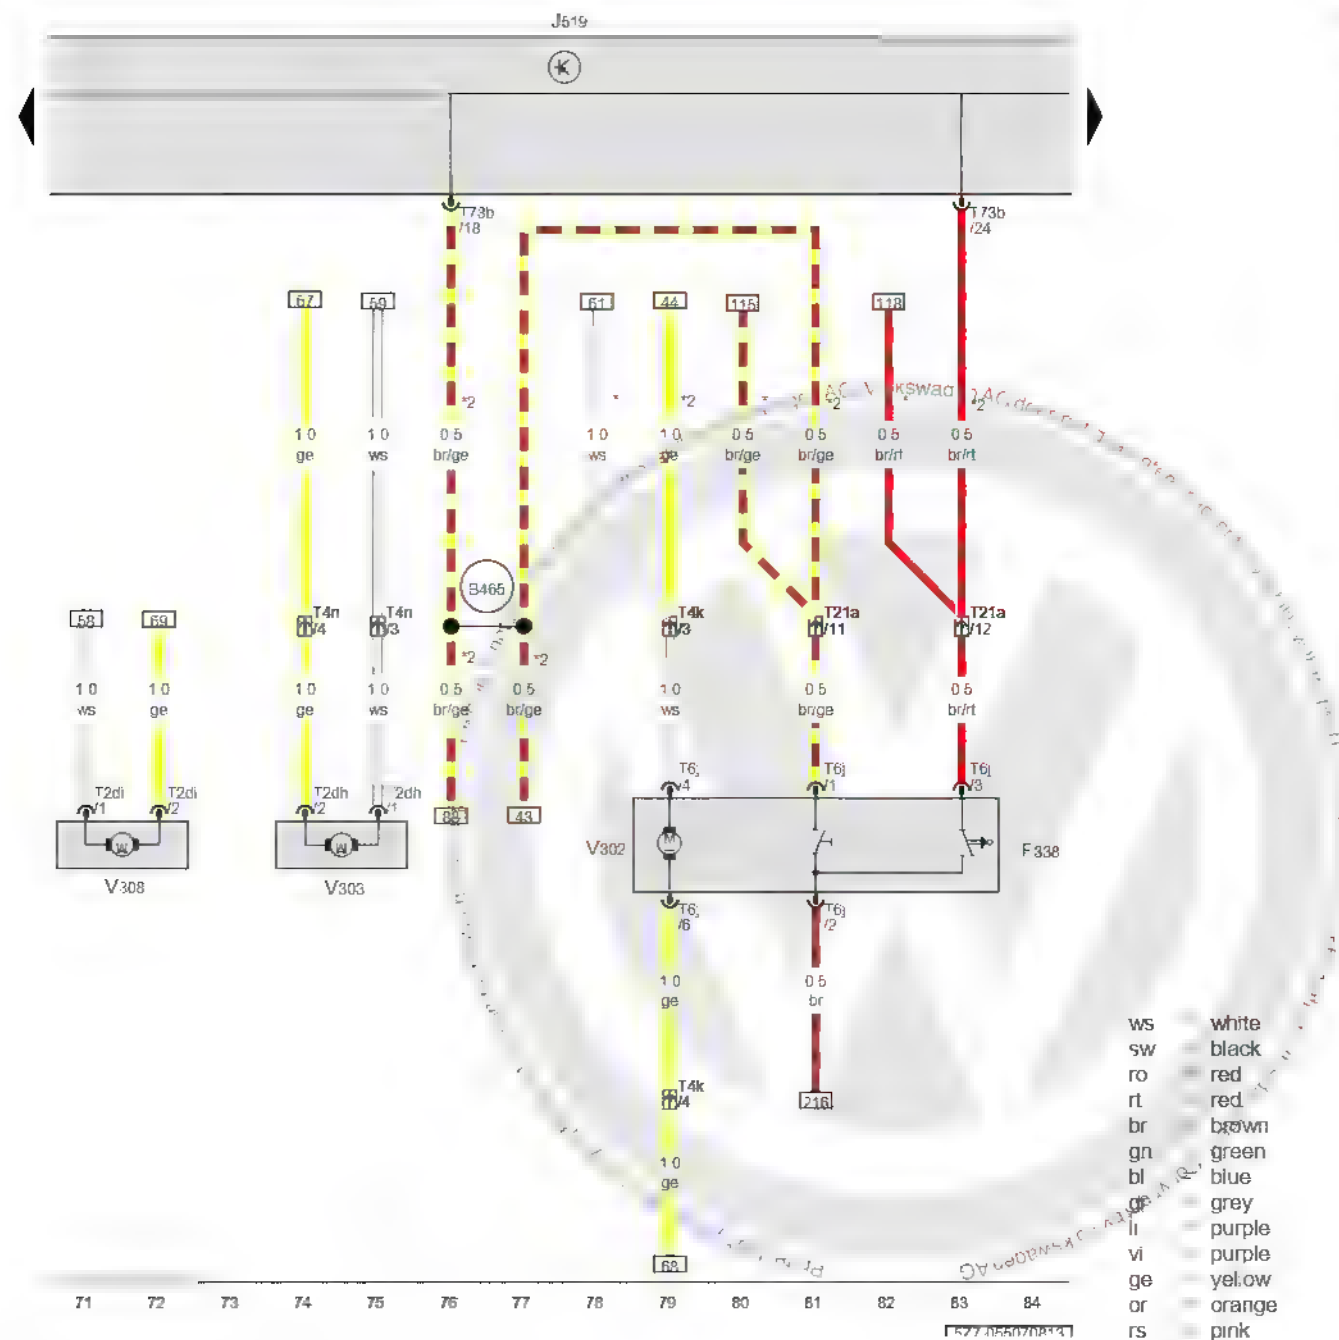 J519
K
T73b
/18
T73b
/24
67
59
61
44
115
118
*2
*
*2
*
*2
*
*2
1.0
ge
1.0
ws
0.5
br/ge
1.0
ws
1.0
ge
0.5
br/ge
0.5
br/ge
0.5
br/rt
0.5
br/rt
B465
58
69
T4n
/4
T4n
/3
T4k
/3
T21a
/11
T21a
/12
*2
*2
1.0
ws
1.0
ge
1.0
ge
1.0
ws
0.5
br/ge
0.5
br/ge
1.0
ws
0.5
br/ge
0.5
br/rt
T2di
/1
T2di
/2
T2dh
/2
T2dh
/1
43
T6j
/4
T6j
/1
T6j
/3
M
M
M
V308
V303
V302
F338
T6j
/6
T6j
/2
1.0
ge
0.5
br
T4k
/4
216
1.0
ge
68
Volkswagen AG
71 72 73 74 75 76 77 78 79 80 81 82 83 84
577-055070813
ws = white
sw = black
ro = red
rt = red
br = brown
gn = green
bl = blue
gr = grey
li = purple
vi = purple
ge = yellow
or = orange
rs = pink